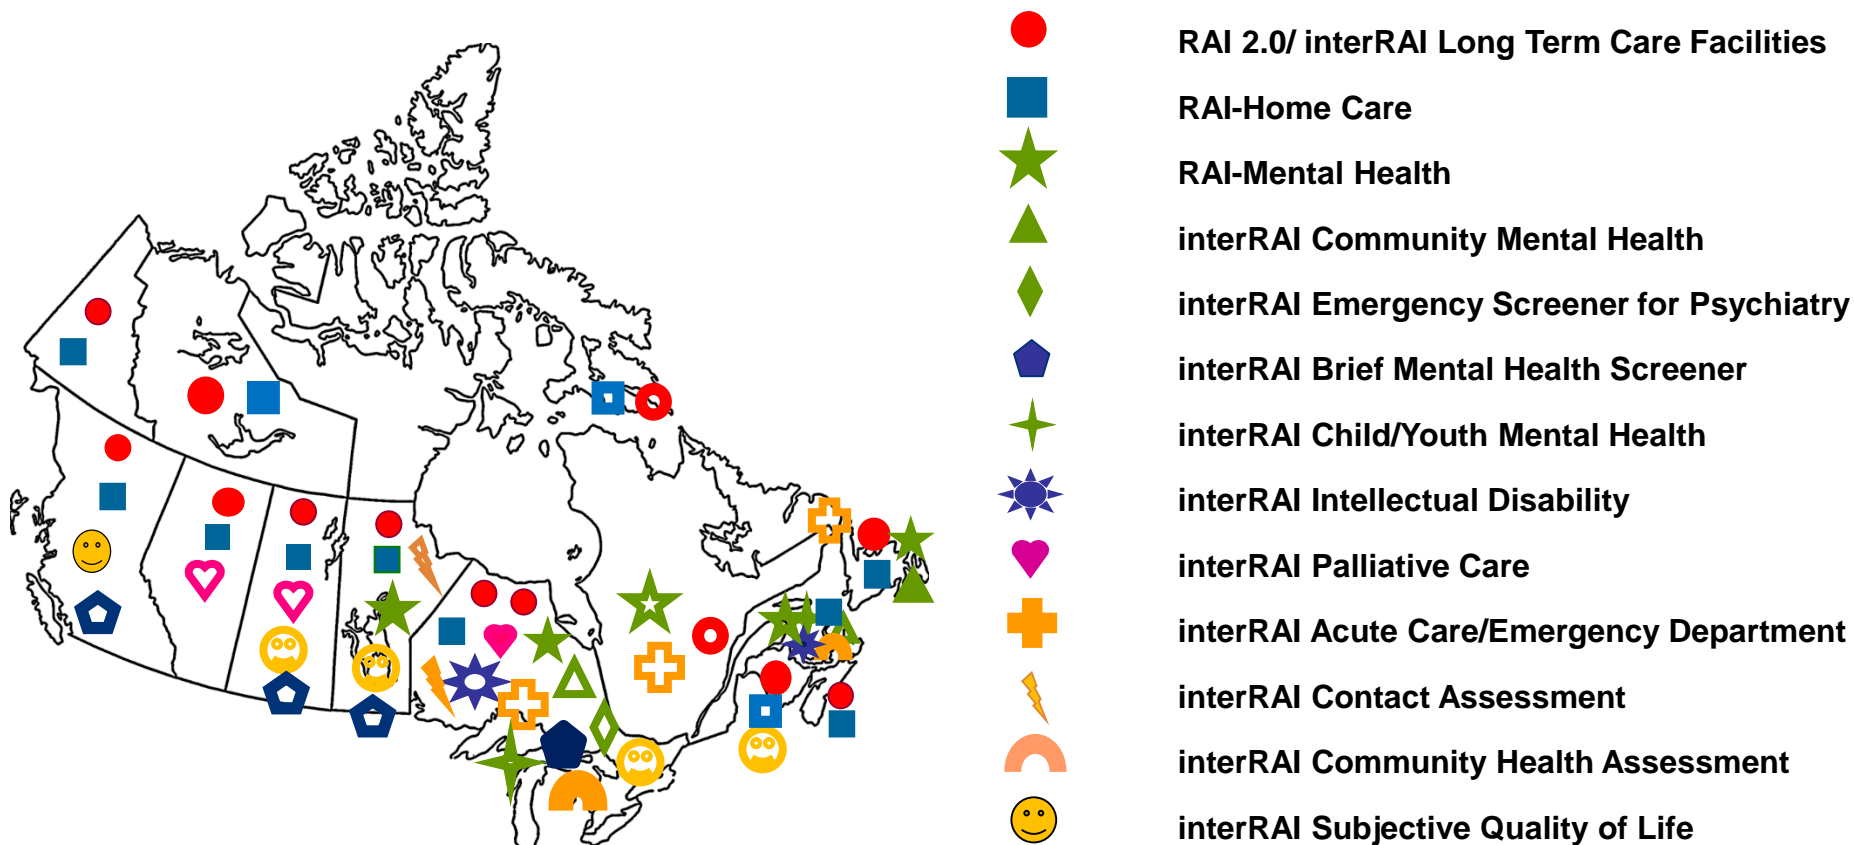 RAI 2.0/ interRAI Long Term Care Facilities
RAI-Home Care
RAI-Mental Health
interRAI Community Mental Health
interRAI Emergency Screener for Psychiatry
interRAI Brief Mental Health Screener
interRAI Child/Youth Mental Health
interRAI Intellectual Disability
interRAI Palliative Care
interRAI Acute Care/Emergency Department
interRAI Contact Assessment
interRAI Community Health Assessment
interRAI Subjective Quality of Life